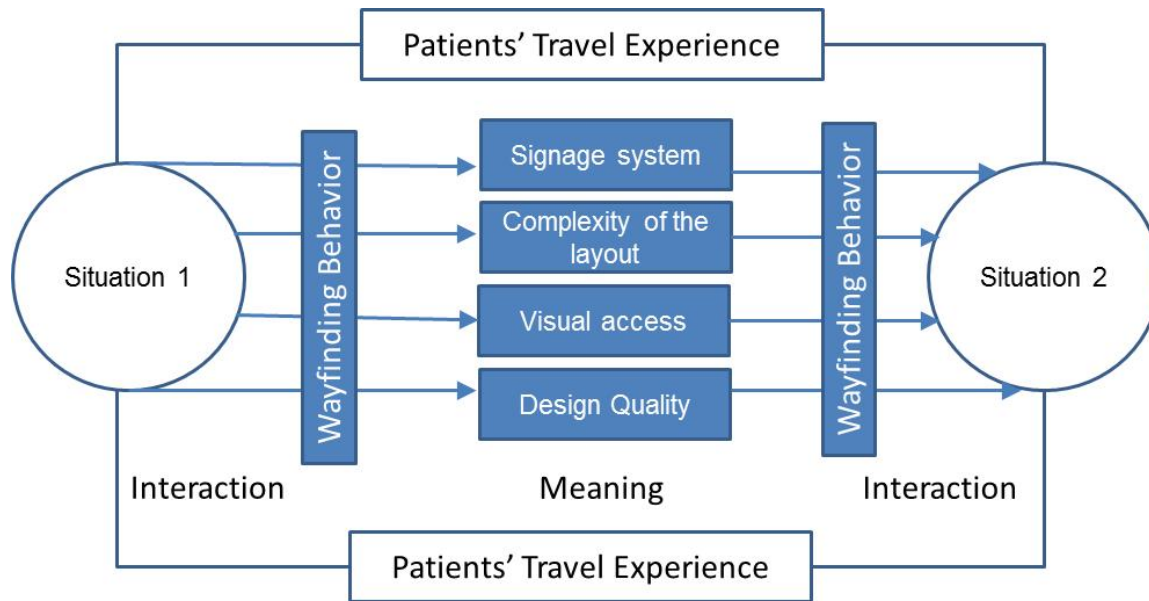 Patients' Travel Experience
Situation 1
Wayfinding Behavior
Signage system
Complexity of the
layout
Visual access
Design Quality
Wayfinding Behavior
Situation 2
Interaction
Meaning
Interaction
Patients' Travel Experience